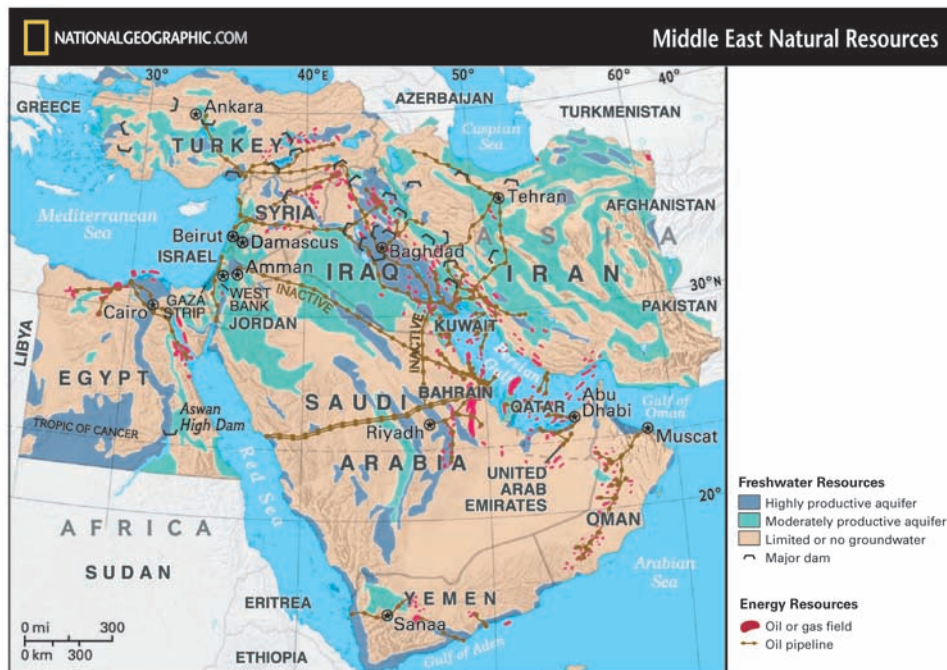 NATIONALGEOGRAPHIC.COM
Middle East Natural Resources
30°
40°E
50°
60°
40°
GREECE
AZERBAIJAN
TURKMENISTAN
Ankara
Caspian
Sea
TURKEY
Tehran
AFGHANISTAN
Mediterranean
Sea
SYRIA
Beirut
Damascus
Baghdad
ASIA
ISRAEL
Amman
IRAQ
IRAN
30°N
GAZA
STRIP
WEST
BANK
INACTIVE
PAKISTAN
Cairo
JORDAN
KUWAIT
LIBYA
INACTIVE
Persian
Gulf
EGYPT
BAHRAIN
Abu
Dhabi
QATAR
Gulf of
Oman
SAUDI
ARABIA
Aswan
High Dam
Riyadh
TROPIC OF CANCER
Muscat
UNITED
ARAB
EMIRATES
Red Sea
20°
OMAN
AFRICA
SUDAN
Arabian
Sea
ERITREA
YEMEN
Sanaa
0 mi 300
0 km 300
ETHIOPIA
Gulf of Aden
Freshwater Resources
Highly productive aquifer
Moderately productive aquifer
Limited or no groundwater
Major dam
Energy Resources
Oil or gas field
Oil pipeline